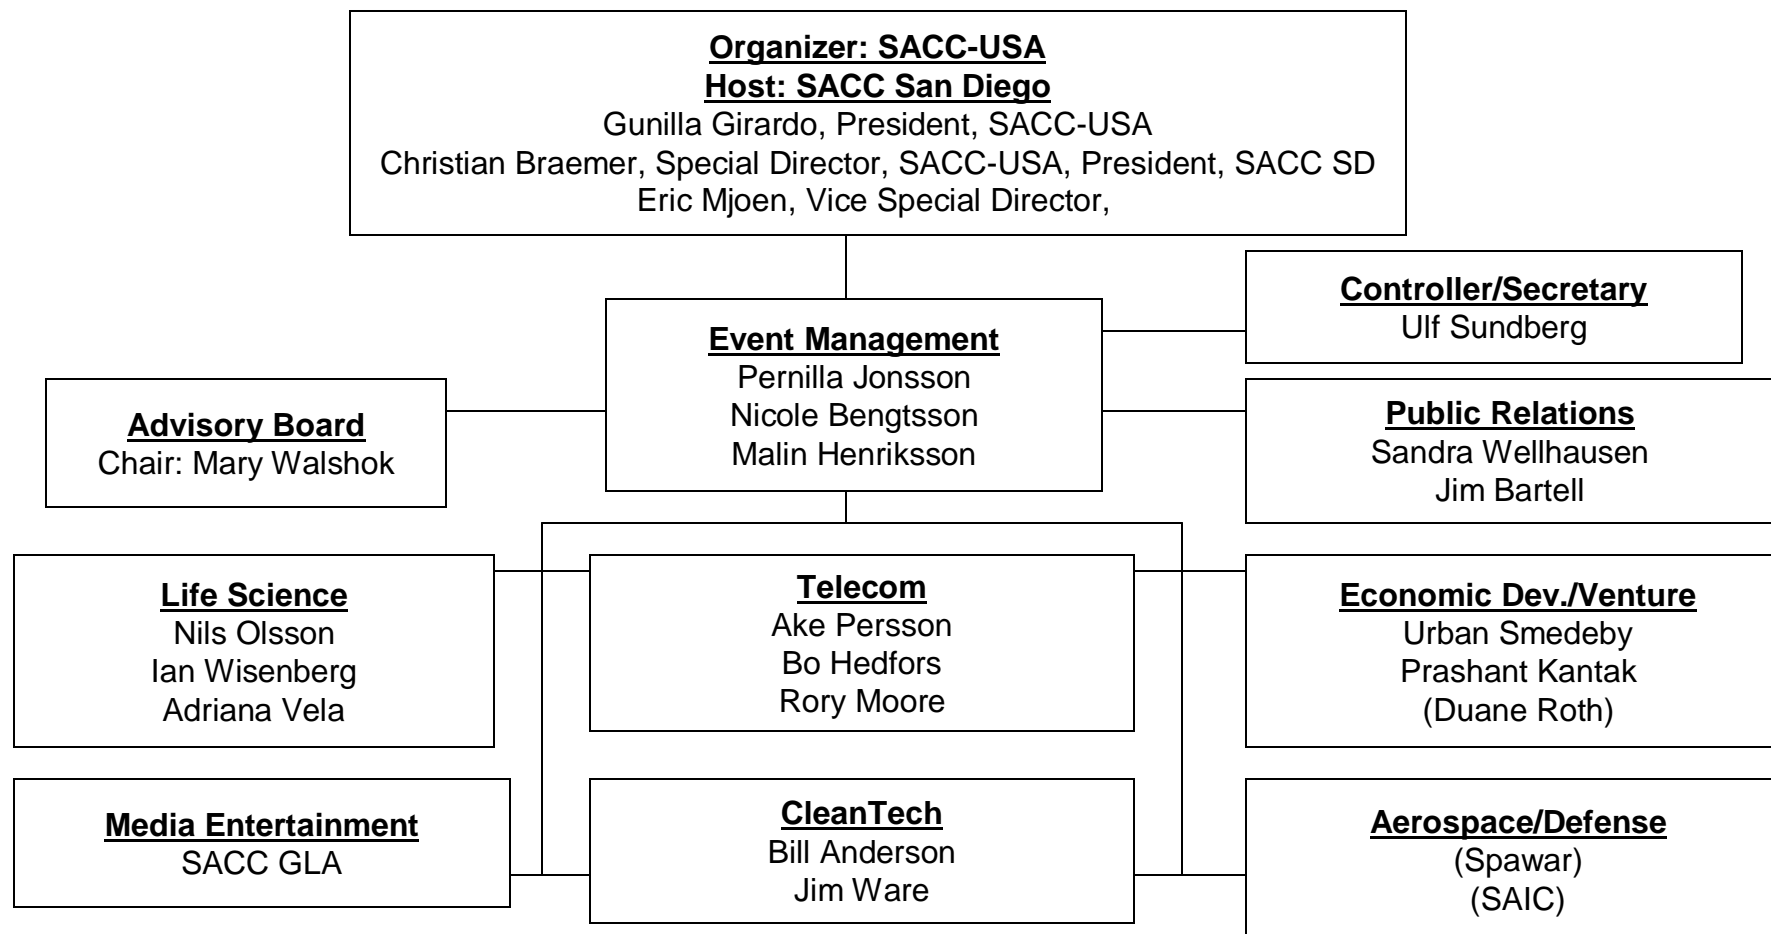 Organizer: SACC-USA
Host: SACC San Diego
Gunilla Girardo, President, SACC-USA
Christian Braemer, Special Director, SACC-USA, President, SACC SD
Eric Mjoen, Vice Special Director,
Controller/Secretary
Ulf Sundberg
Event Management
Pernilla Jonsson
Nicole Bengtsson
Malin Henriksson
Advisory Board
Chair: Mary Walshok
Public Relations
Sandra Wellhausen
Jim Bartell
Life Science
Nils Olsson
Ian Wisenberg
Adriana Vela
Telecom
Ake Persson
Bo Hedfors
Rory Moore
Economic Dev./Venture
Urban Smedeby
Prashant Kantak
(Duane Roth)
Media Entertainment
SACC GLA
CleanTech
Bill Anderson
Jim Ware
Aerospace/Defense
(Spawar)
(SAIC)